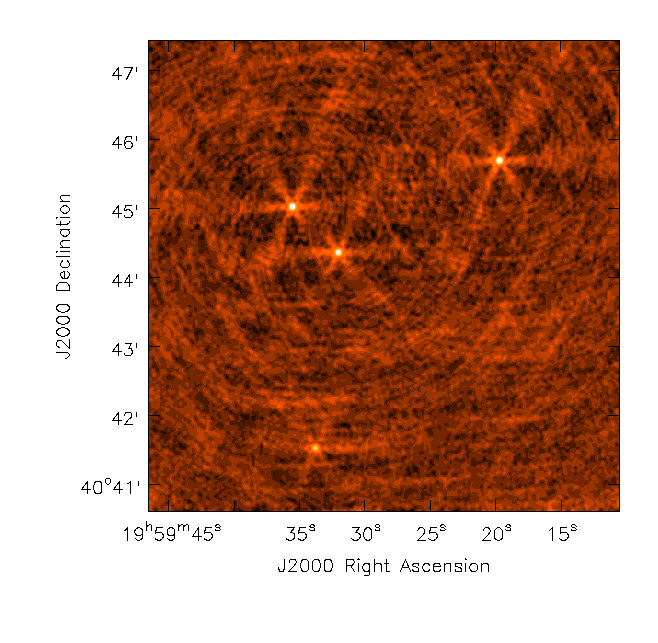 47'
46'
45'
44'
43'
42'
40°41'
J2000 Declination
19ʰ59ᵐ45ˢ 35ˢ 30ˢ 25ˢ 20ˢ 15ˢ
J2000 Right Ascension